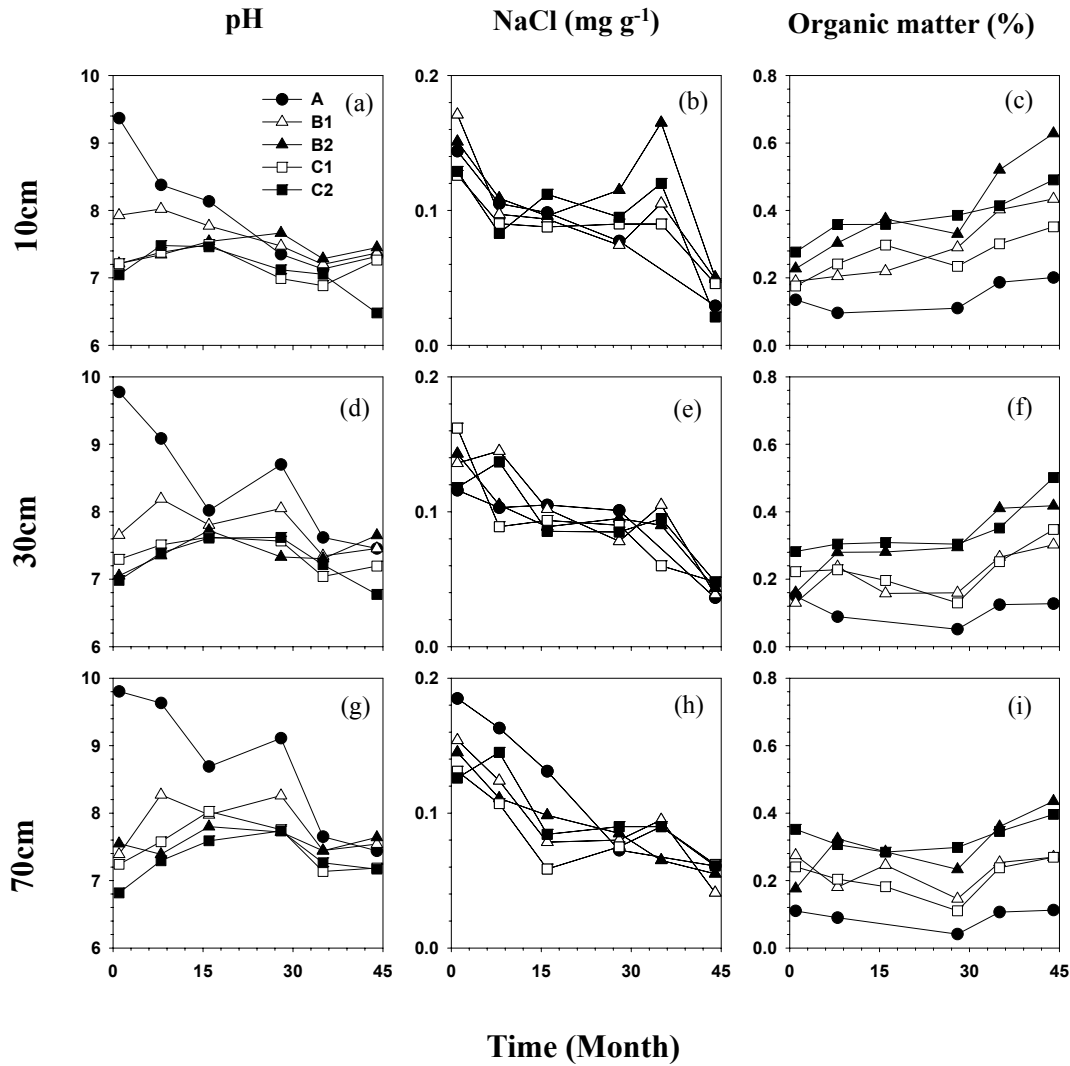 pH NaCl (mg g⁻¹) Organic matter (%)
10cm
10 9 8 7 6
(a)
A
B1
B2
C1
C2
0.2 0.1 0.0
(b)
0.8 0.6 0.4 0.2 0.0
(c)
30cm
10 9 8 7 6
(d)
0.2 0.1 0.0
(e)
0.8 0.6 0.4 0.2 0.0
(f)
70cm
10 9 8 7 6
(g)
0.2 0.1 0.0
(h)
0.8 0.6 0.4 0.2 0.0
(i)
0 15 30 45 0 15 30 45 0 15 30 45
Time (Month)